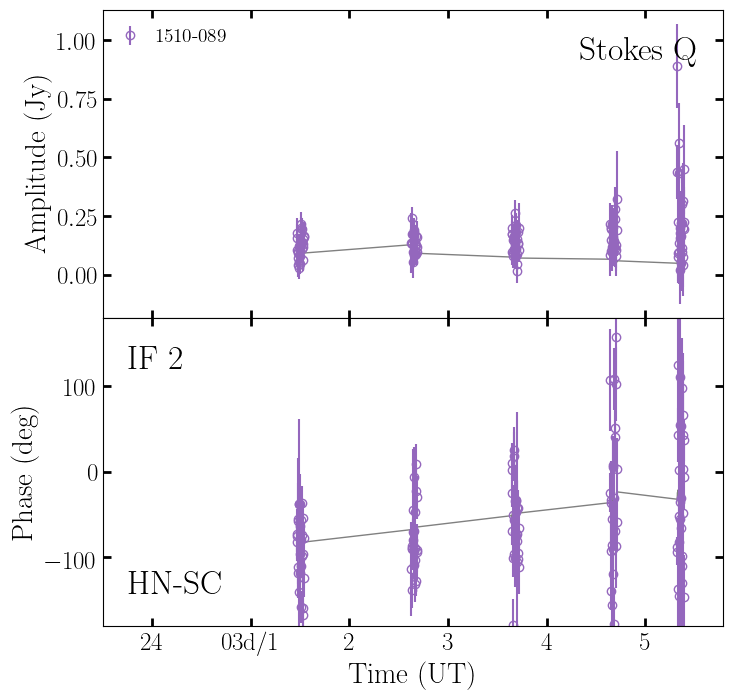 1510-089
Stokes Q
1.00
0.75
0.50
0.25
0.00
Amplitude (Jy)
IF 2
100
0
−100
Phase (deg)
HN-SC
24 03d/1 2 3 4 5
Time (UT)